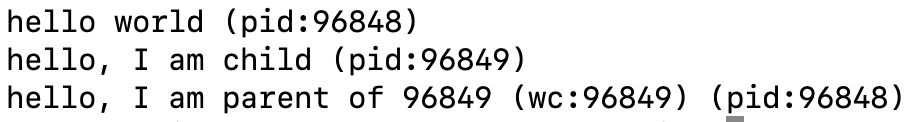 hello world (pid:96848)
hello, I am child (pid:96849)
hello, I am parent of 96849 (wc:96849) (pid:96848)